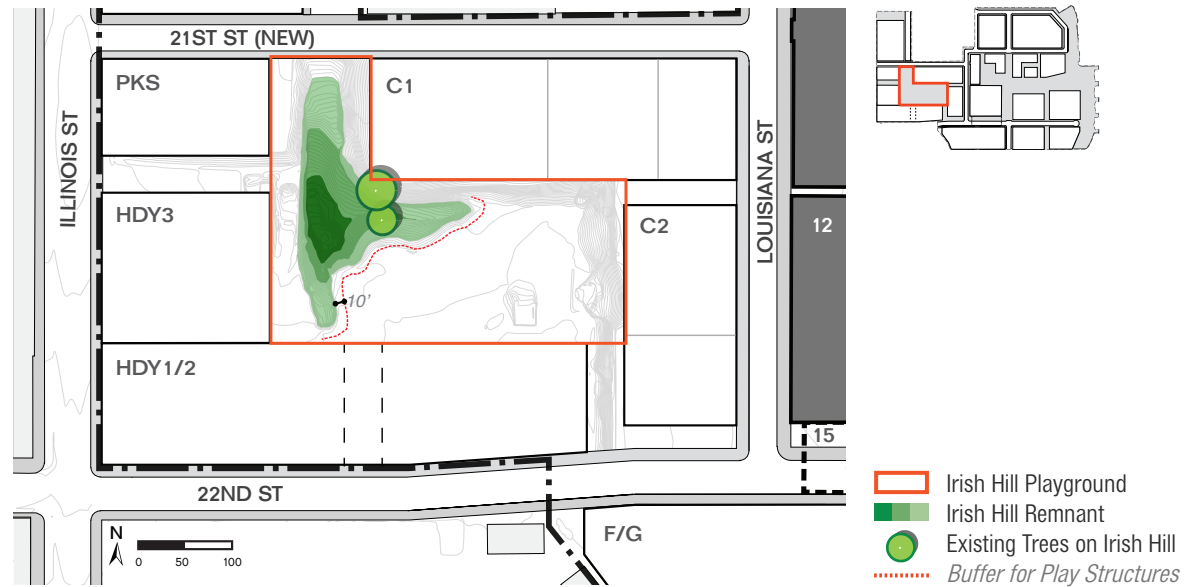 21ST ST (NEW)
PKS
C1
ILLINOIS ST
LOUISIANA ST
HDY3
C2
12
10'
HDY1/2
15
22ND ST
N
0 50 100
F/G
Irish Hill Playground
Irish Hill Remnant
Existing Trees on Irish Hill
Buffer for Play Structures